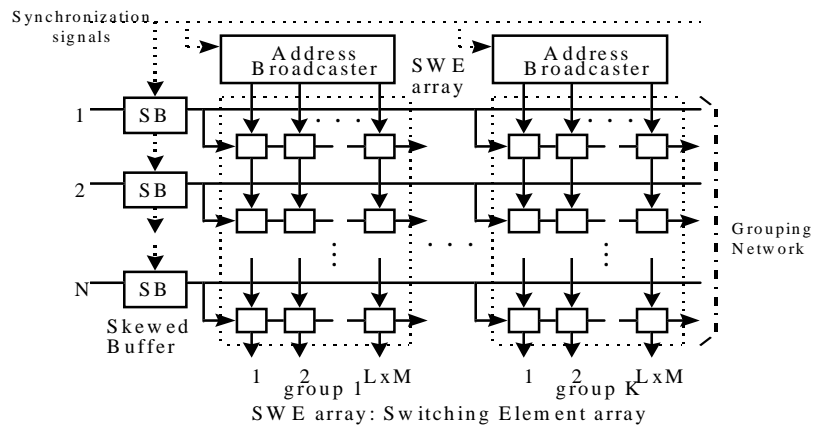 Synchronization
signals
Address
Broadcaster
SWE
array
Address
Broadcaster
1 SB
2 SB
N SB
Skewed
Buffer
Grouping
Network
1 2 LxM
group 1
1 2 LxM
group K
SWE array: Switching Element array